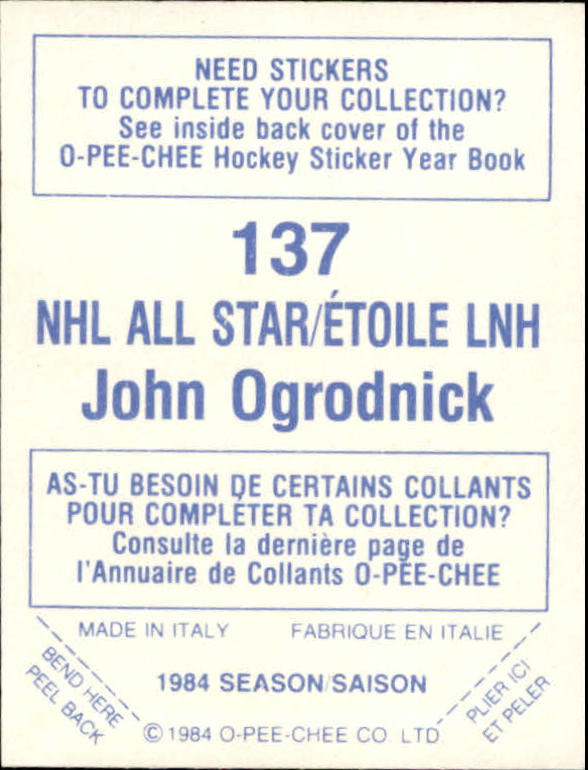 NEED STICKERS
TO COMPLETE YOUR COLLECTION?
See inside back cover of the
O-PEE-CHEE Hockey Sticker Year Book
137
NHL ALL STAR/ÉTOILE LNH
John Ogrodnick
AS-TU BESOIN DE CERTAINS COLLANTS
POUR COMPLÉTER TA COLLECTION?
Consulte la dernière page de
l'Annuaire de Collants O-PEE-CHEE
MADE IN ITALY FABRIQUE EN ITALIE
BEND HERE
PEEL BACK
1984 SEASON/SAISON
PLIER ICI
ET PELER
© 1984 O-PEE-CHEE CO LTD